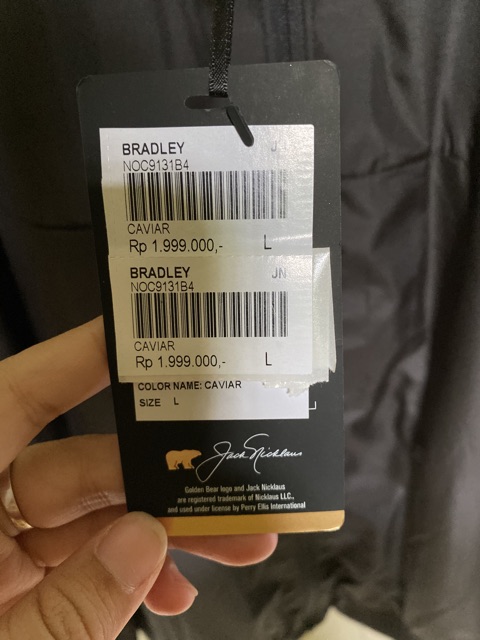 BRADLEY JN
NOC9131B4
CAVIAR
Rp 1.999.000,- L
BRADLEY JN
NOC9131B4
CAVIAR
Rp 1.999.000,- L
COLOR NAME: CAVIAR
SIZE L
Jack Nicklaus
Golden Bear logo and Jack Nicklaus
are registered trademark of Nicklaus LLC.,
and used under license by Perry Ellis International